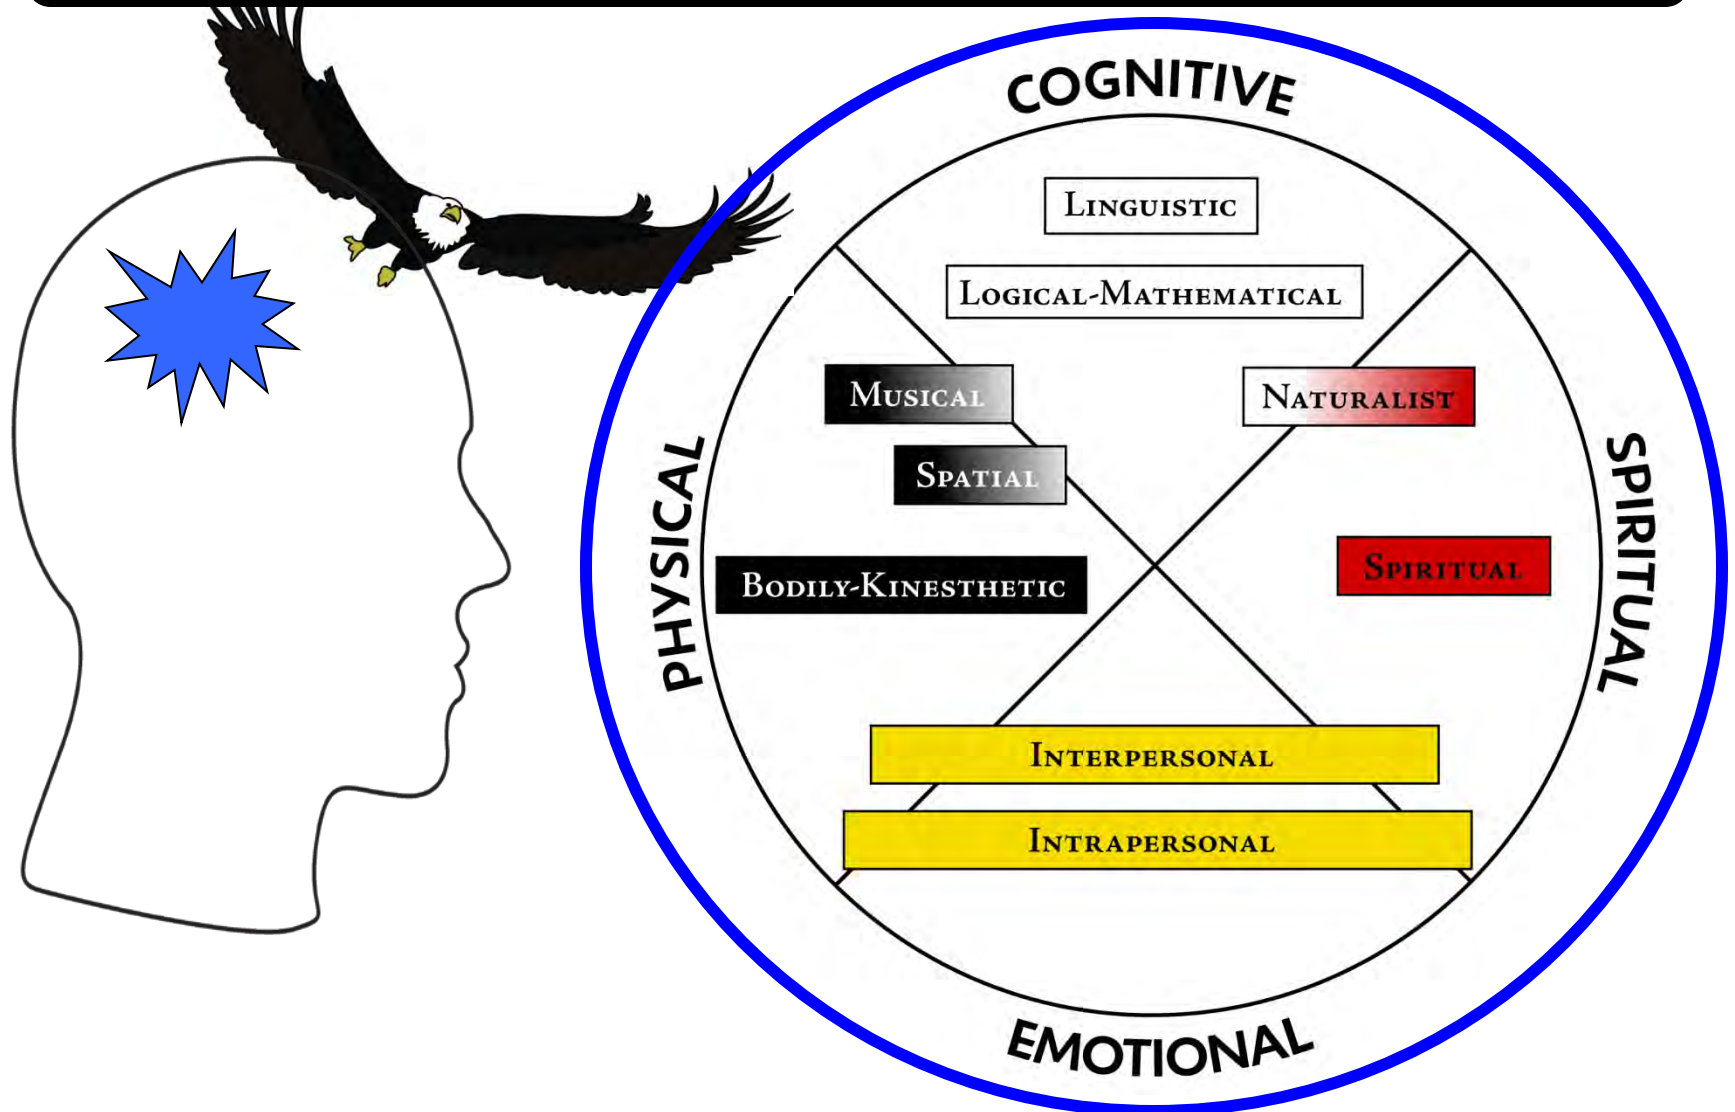 COGNITIVE
LINGUISTIC
LOGICAL-MATHEMATICAL
MUSICAL
NATURALIST
SPATIAL
PHYSICAL
SPIRITUAL
BODILY-KINESTHETIC
SPIRITUAL
INTERPERSONAL
INTRAPERSONAL
EMOTIONAL